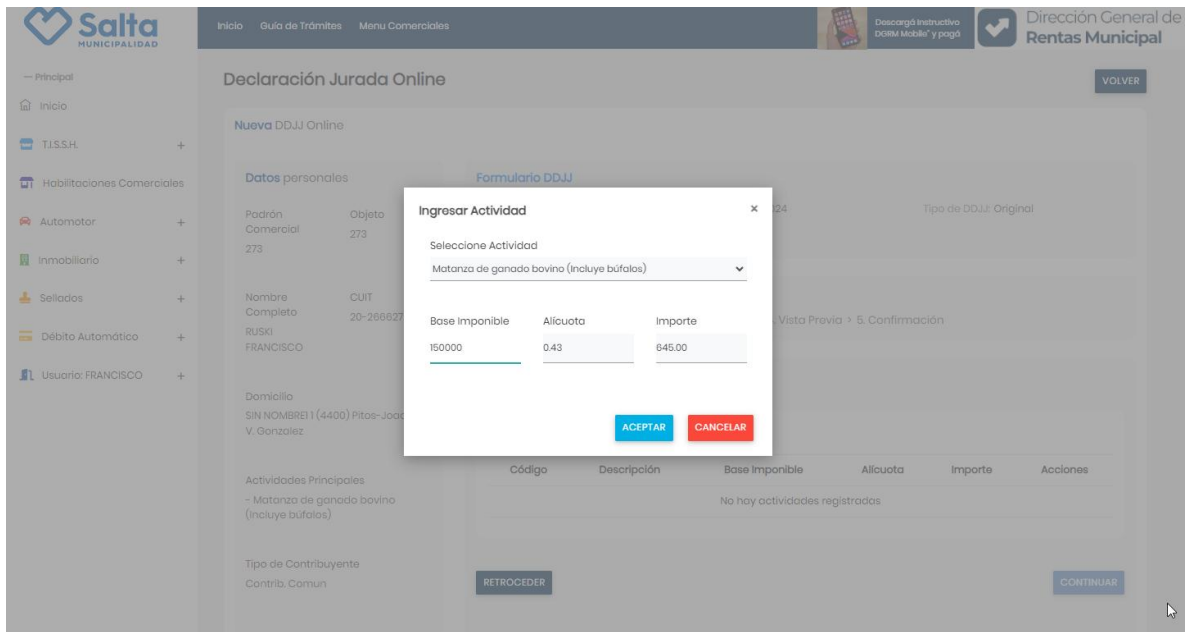 Salta
MUNICIPALIDAD
Inicio Guía de Trámites Menu Comerciales
Descargá Instructivo
DGRM Mobile" y pagá
Dirección General de
Rentas Municipal
— Principal
Inicio
T.I.S.S.H. +
Habilitaciones Comerciales
Automotor +
Inmobiliario +
Sellados +
Débito Automático +
Usuario: FRANCISCO +
Declaración Jurada Online
VOLVER
Nueva DDJJ Online
Datos personales
Padrón Comercial
273
Objeto
273
Nombre Completo
RUSKI
FRANCISCO
CUIT
20-266627
Domicilio
SIN NOMBRE1 1 (4400) Pitos-Joaq
V. Gonzalez
Actividades Principales
- Matanza de ganado bovino
(Incluye búfalos)
Tipo de Contribuyente
Contrib. Comun
Formulario DDJJ
024 Tipo de DDJJ: Original
. Vista Previa > 5. Confirmación
Ingresar Actividad ×
Seleccione Actividad
Matanza de ganado bovino (Incluye búfalos)
Base Imponible Alícuota Importe
150000 0.43 645.00
ACEPTAR CANCELAR
Código Descripción Base Imponible Alícuota Importe Acciones
No hay actividades registradas
RETROCEDER CONTINUAR